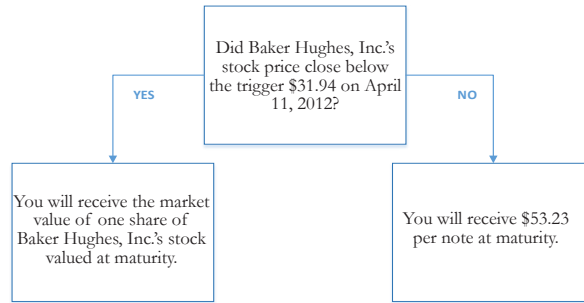 Did Baker Hughes, Inc.'s
stock price close below
the trigger $31.94 on April
11, 2012?
YES
NO
You will receive the market
value of one share of
Baker Hughes, Inc.'s stock
valued at maturity.
You will receive $53.23
per note at maturity.